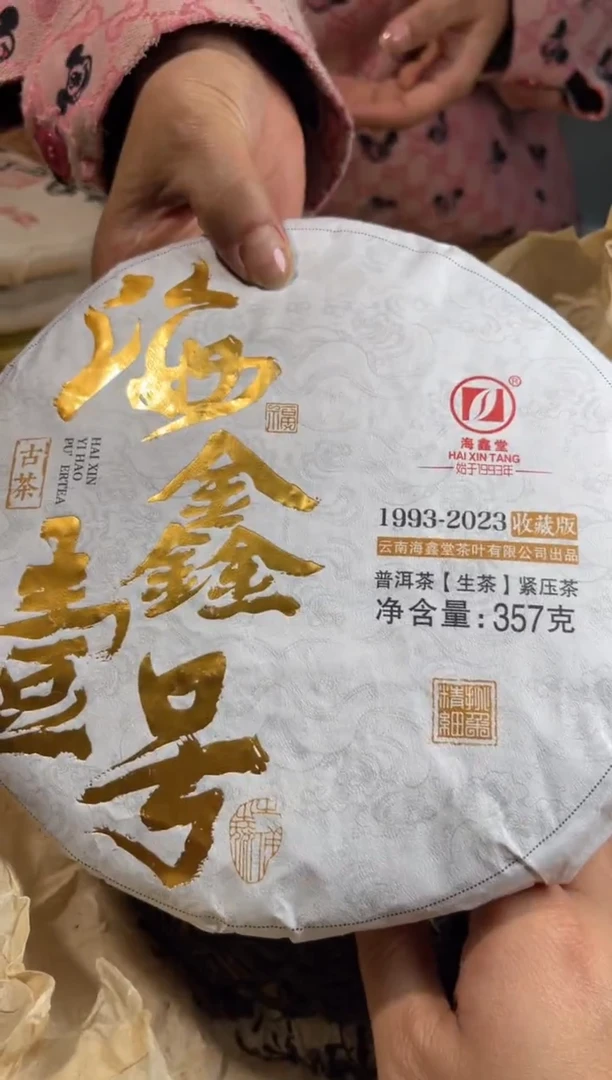 海鑫壹号
福
古茶
HAI XIN
YI HAO
PU' ERTEA
®
海鑫堂
HAI XIN TANG
始于1993年
1993-2023 收藏版
云南海鑫堂茶叶有限公司出品
普洱茶【生茶】紧压茶
净含量:357克